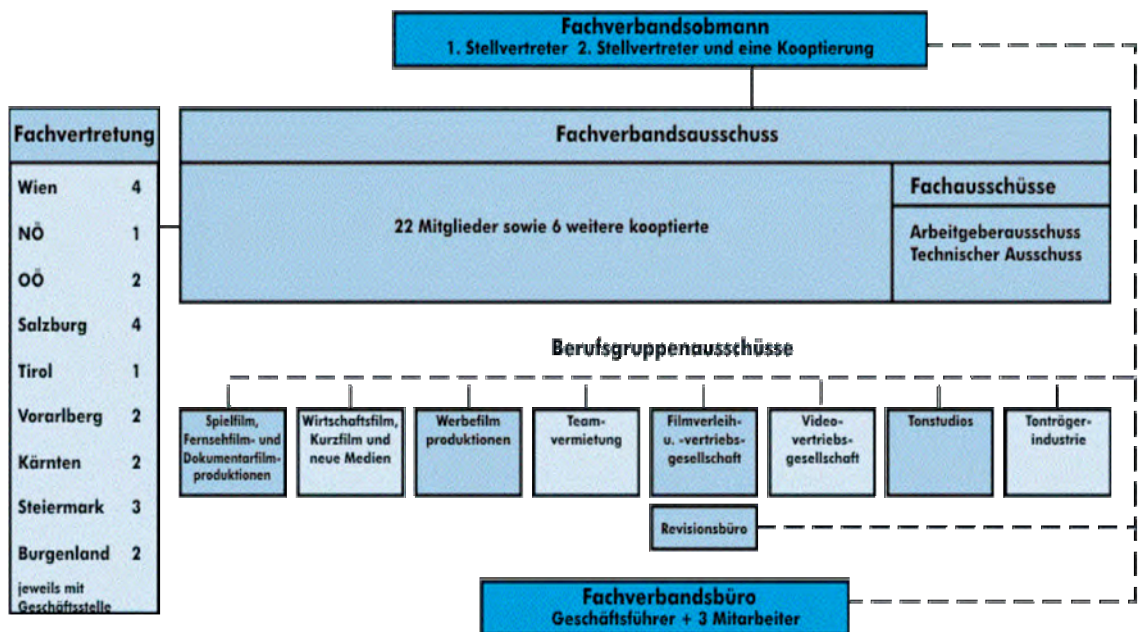 Fachverbandsobmann
1. Stellvertreter 2. Stellvertreter und eine Kooptierung
Fachvertretung
Wien 4
NÖ 1
OÖ 2
Salzburg 4
Tirol 1
Vorarlberg 2
Kärnten 2
Steiermark 3
Burgenland 2
jeweils mit
Geschäftsstelle
Fachverbandsausschuss
22 Mitglieder sowie 6 weitere kooptierte
Fachausschüsse
Arbeitgeberausschuss
Technischer Ausschuss
Berufsgruppenausschüsse
Spielfilm,
Fernsehfilm- und
Dokumentarfilm-
produktionen
Wirtschaftsfilm,
Kurzfilm und
neue Medien
Werbefilm
produktionen
Team-
vermietung
Filmverleih-
u. -vertriebs-
gesellschaft
Video-
vertriebs-
gesellschaft
Tonstudios
Tonträger-
industrie
Revisionsbüro
Fachverbandsbüro
Geschäftsführer + 3 Mitarbeiter